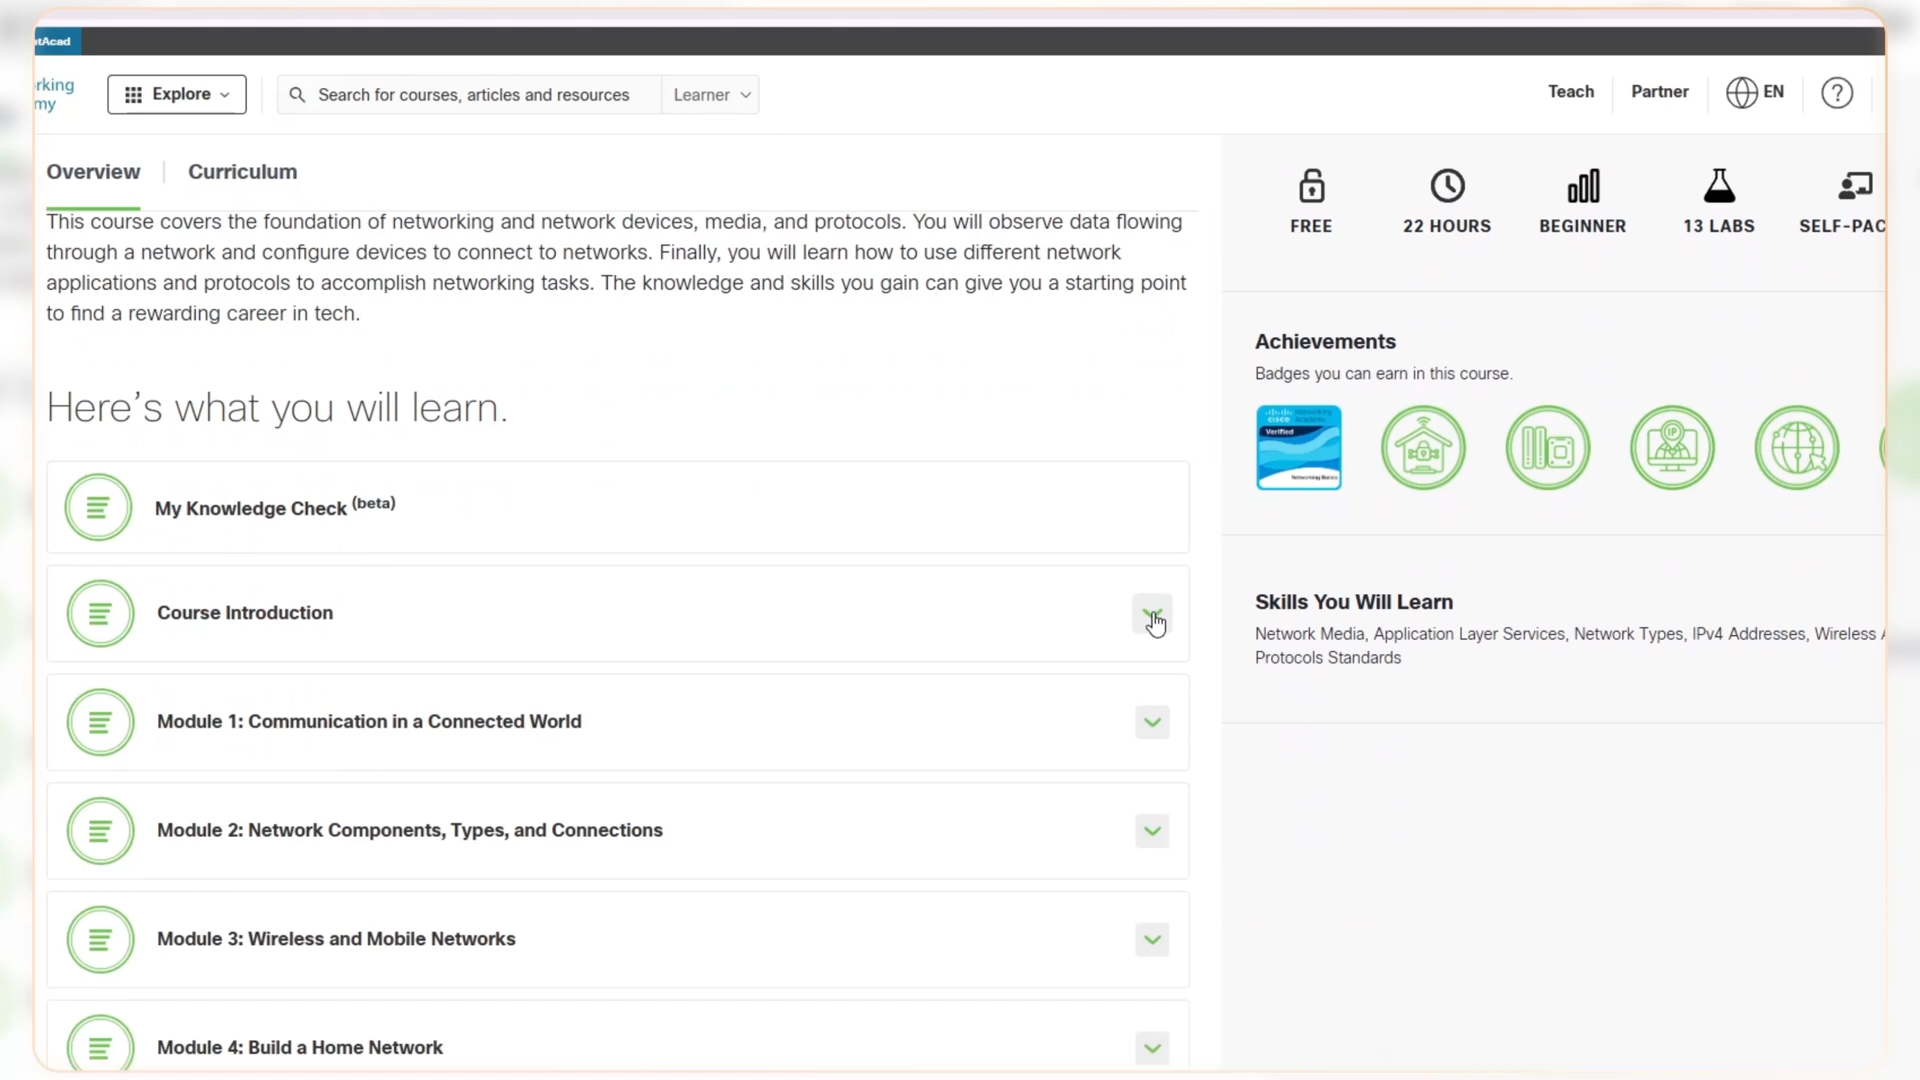 tAcad
rking
my
Explore
Search for courses, articles and resources
Learner
Teach
Partner
EN
?
Overview
Curriculum
This course covers the foundation of networking and network devices, media, and protocols. You will observe data flowing
through a network and configure devices to connect to networks. Finally, you will learn how to use different network
applications and protocols to accomplish networking tasks. The knowledge and skills you gain can give you a starting point
to find a rewarding career in tech.
Here’s what you will learn.
My Knowledge Check (beta)
Course Introduction
Module 1: Communication in a Connected World
Module 2: Network Components, Types, and Connections
Module 3: Wireless and Mobile Networks
Module 4: Build a Home Network
FREE
22 HOURS
BEGINNER
13 LABS
SELF-PAC
Achievements
Badges you can earn in this course.
CISCO
Networking
Academy
Verified
Networking Basics
IP
Skills You Will Learn
Network Media, Application Layer Services, Network Types, IPv4 Addresses, Wireless A
Protocols Standards